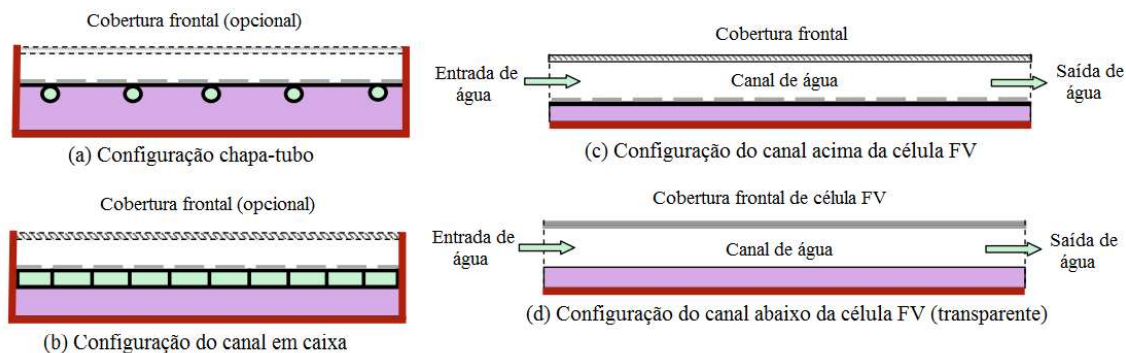 Cobertura frontal (opcional)
(a) Configuração chapa-tubo
Cobertura frontal (opcional)
(b) Configuração do canal em caixa
Cobertura frontal
Entrada de
água
Canal de água
Saída de
água
(c) Configuração do canal acima da célula FV
Cobertura frontal de célula FV
Entrada de
água
Canal de água
Saída de
água
(d) Configuração do canal abaixo da célula FV (transparente)